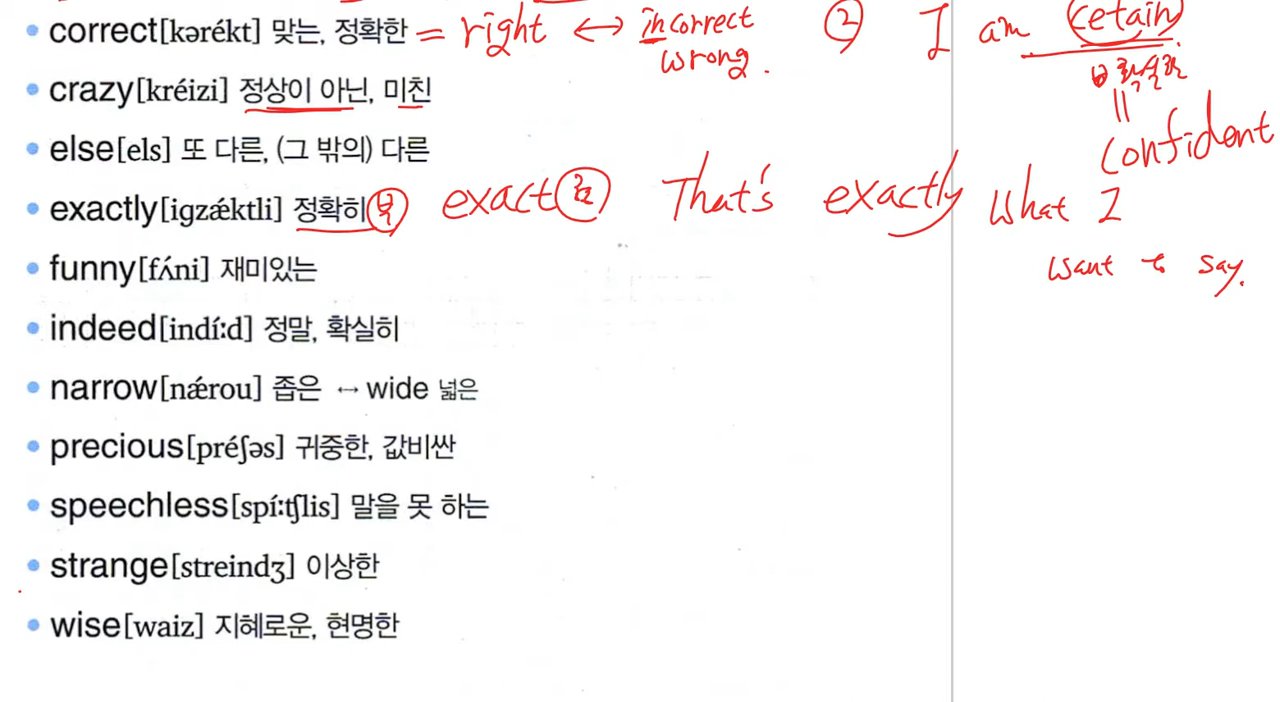 correct[kərékt] 맞는, 정확한 = right ↔ incorrect
wrong.
② I am cetain
확실한
=
confident
crazy[kréizi] 정상이 아닌, 미친
else[els] 또 다른, (그 밖의) 다른
exactly[iɡzǽktli] 정확히 부 exact 형 That's exactly what I
want to say.
funny[fʌ́ni] 재미있는
indeed[indíːd] 정말, 확실히
narrow[nǽrou] 좁은 ↔ wide 넓은
precious[préʃəs] 귀중한, 값비싼
speechless[spíːtʃlis] 말을 못 하는
strange[streindʒ] 이상한
wise[waiz] 지혜로운, 현명한